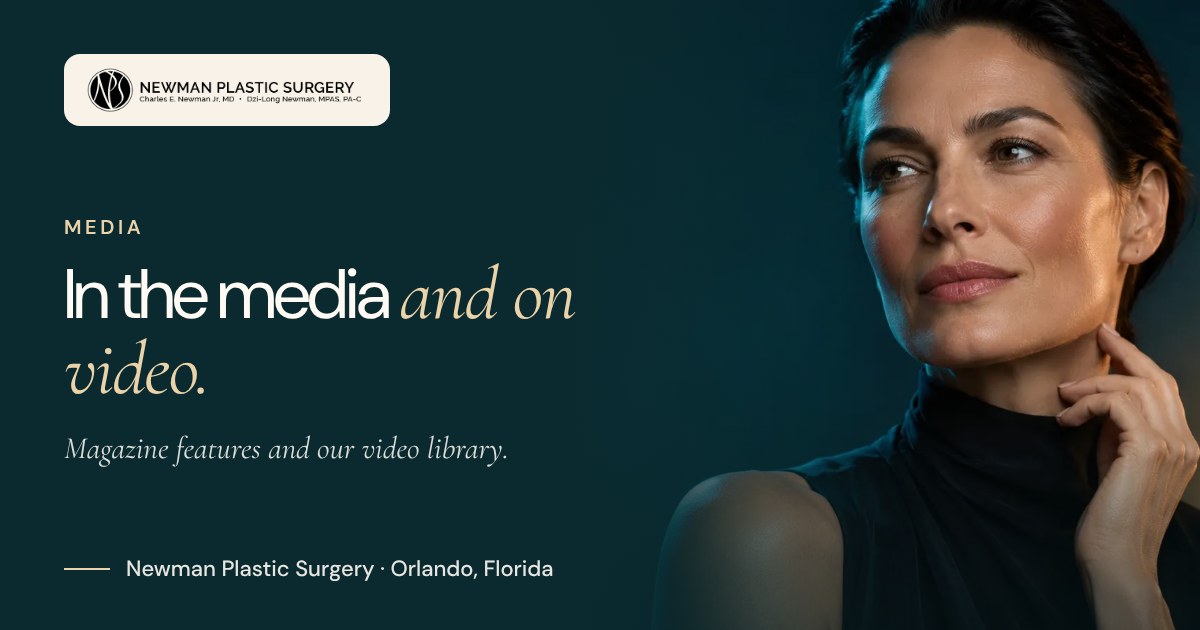 NPS
NEWMAN PLASTIC SURGERY
Charles E. Newman Jr, MD • Dzi-Long Newman, MPAS, PA-C
MEDIA
In the media and on
video.
Magazine features and our video library.
Newman Plastic Surgery · Orlando, Florida